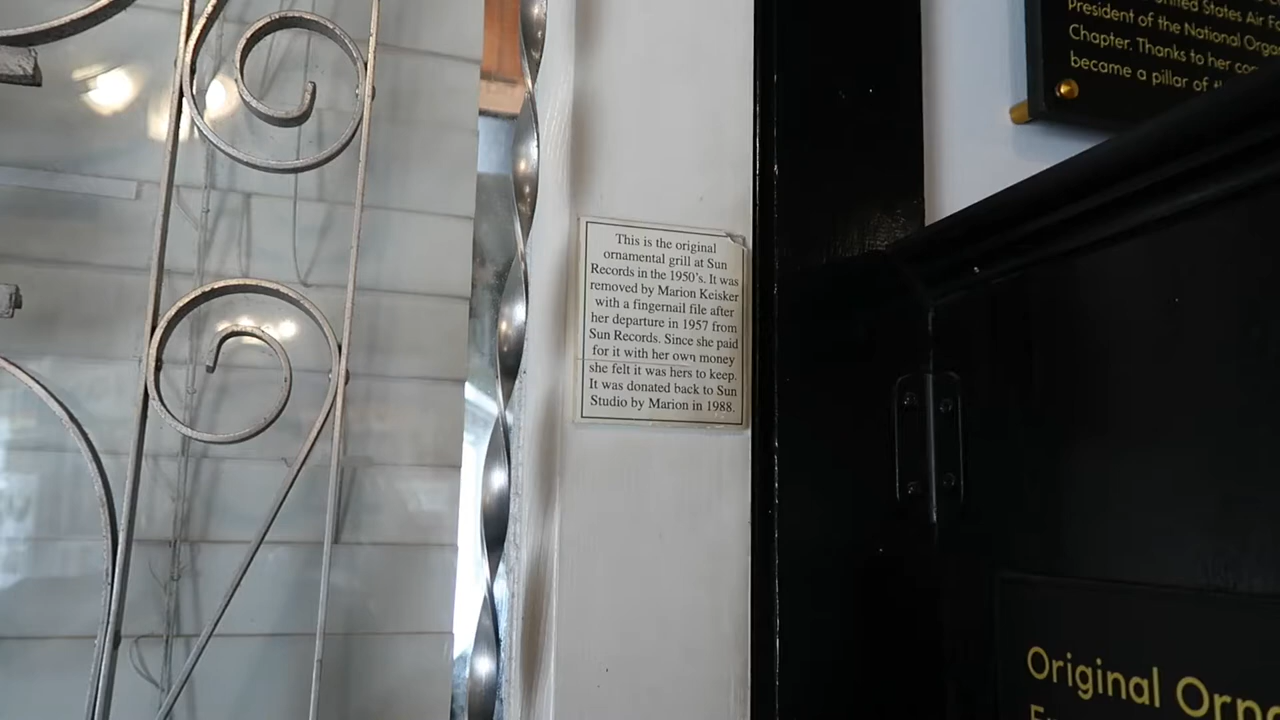 United States Air
President of the National
Chapter. Thanks to her
became a pillar of
This is the original
ornamental grill at Sun
Records in the 1950's. It was
removed by Marion Keisker
with a fingernail file after
her departure in 1957 from
Sun Records. Since she paid
for it with her own money
she felt it was hers to keep.
It was donated back to Sun
Studio by Marion in 1988.
Original